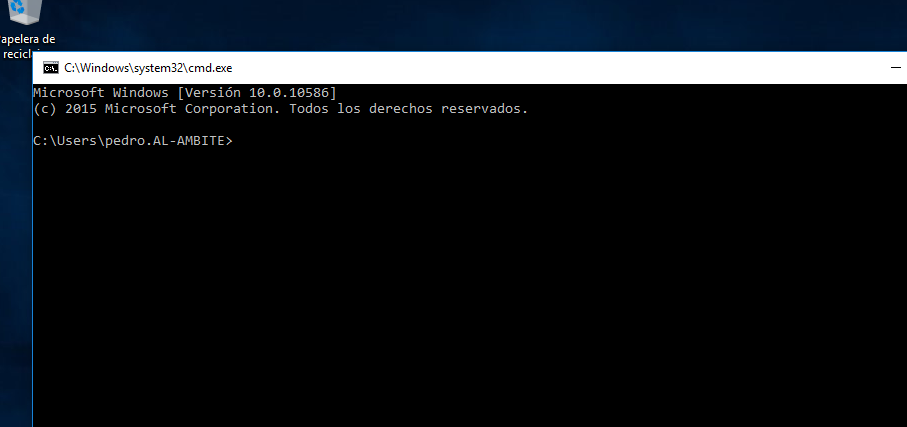 apelera de
recicl
C:\Windows\system32\cmd.exe
Microsoft Windows [Versión 10.0.10586]
(c) 2015 Microsoft Corporation. Todos los derechos reservados.
C:\Users\pedro.AL-AMBITE>